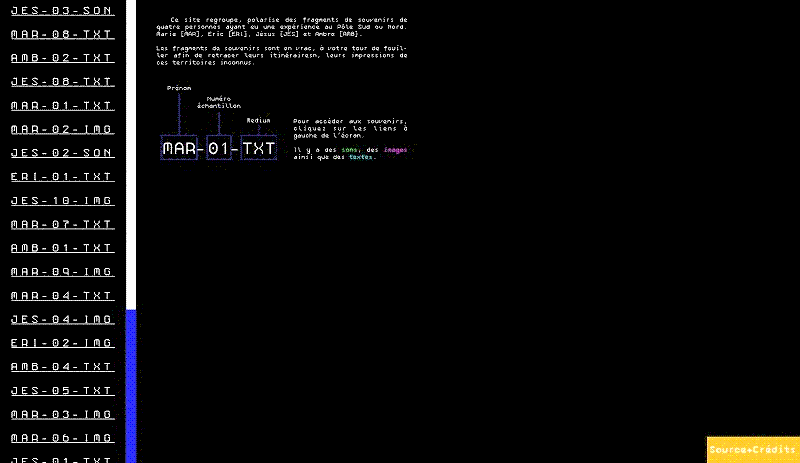 JES-03-SON
MAR-08-TXT
AMB-02-TXT
JES-08-TXT
MAR-01-TXT
MAR-02-IMG
JES-02-SON
ERI-01-TXT
JES-10-IMG
MAR-07-TXT
AMB-01-TXT
MAR-09-IMG
MAR-04-TXT
JES-04-IMG
ERI-02-IMG
AMB-04-TXT
JES-05-TXT
MAR-03-IMG
MAR-06-IMG
JES-01-TXT
Ce site regroupe, polarise des fragments de souvenirs de
quatre personnes ayant eu une expérience au Pôle Sud ou Nord.
Marie [MAR], Eric [ERI], Jésus [JES] et Ambre [AMB].
Les fragments de souvenirs sont en vrac, à votre tour de fouil-
ler afin de retracer leurs itinérairesn, leurs impressions de
ces territoires inconnus.
Prénom
Numéro
échantillon
Medium
MAR-01-TXT
Pour accéder aux souvenirs,
cliquez sur les liens à
gauche de l'écran.
Il y a des sons, des images
ainsi que des textes.
Source+Crédits